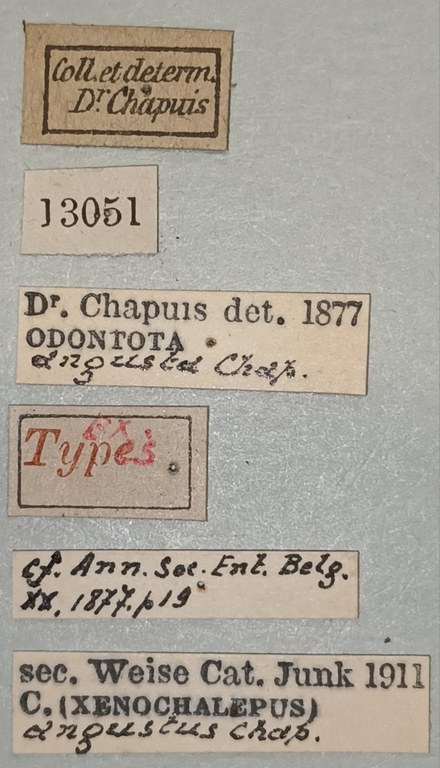 Coll. et determ.
Dr Chapuis
13051
Dr. Chapuis det. 1877
ODONTOTA
angusta Chap.
ex
Types
cf. Ann. Soc. Ent. Belg.
XX, 1877. p19
sec. Weise Cat. Junk 1911
C. (XENOCHALEPUS)
angustus Chap.